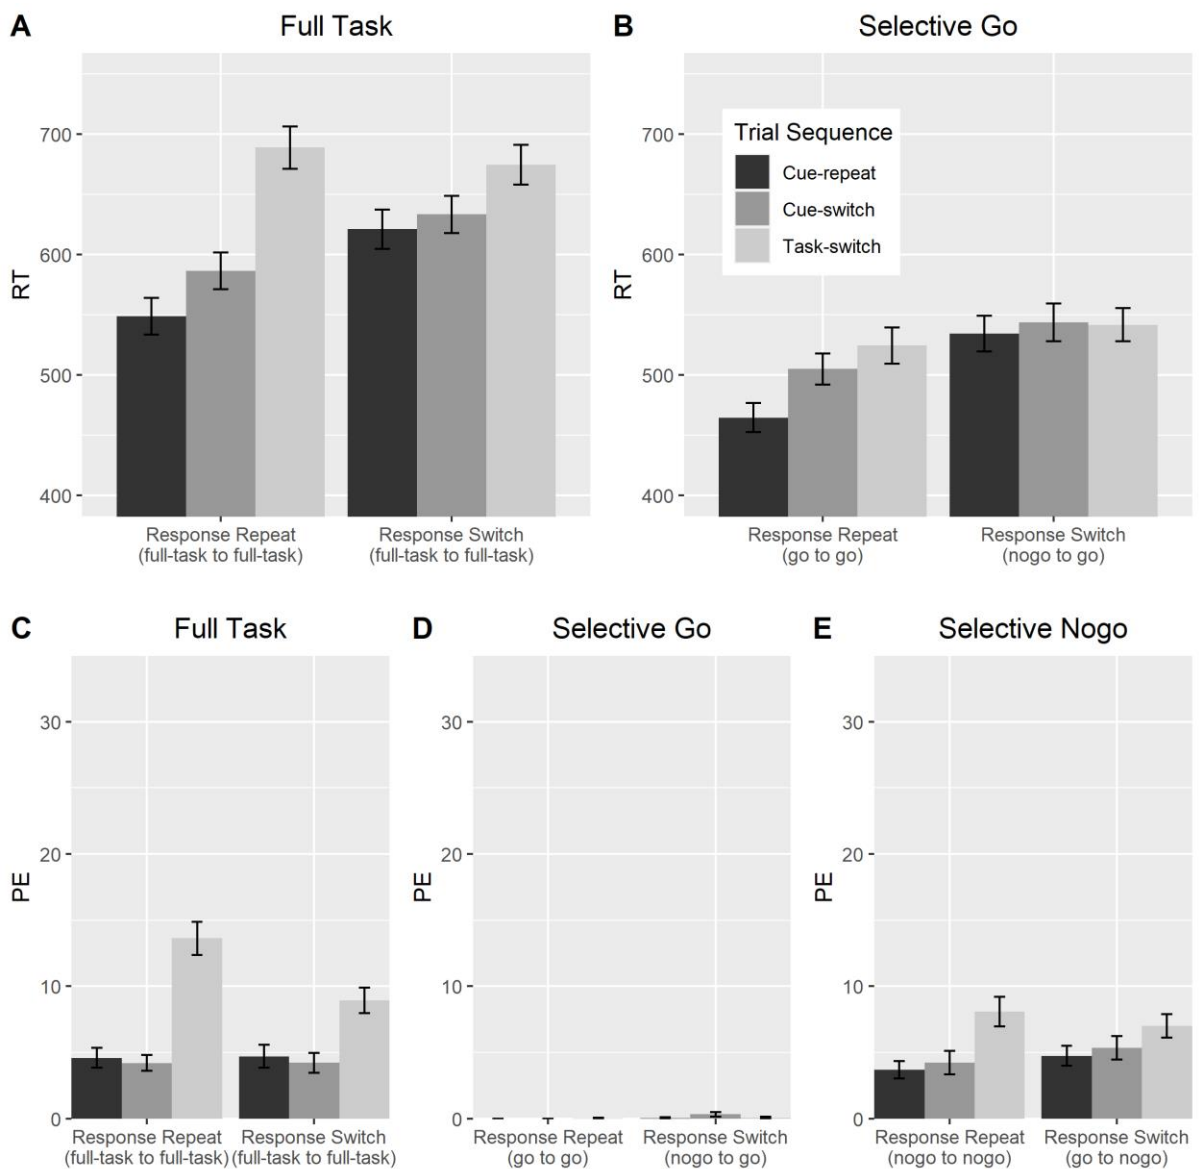 A
Full Task
RT
700
600
500
400
Response Repeat
(full-task to full-task)
Response Switch
(full-task to full-task)
B
Selective Go
RT
700
600
500
400
Trial Sequence
Cue-repeat
Cue-switch
Task-switch
Response Repeat
(go to go)
Response Switch
(nogo to go)
C
Full Task
PE
30
20
10
0
Response Repeat
(full-task to full-task)
Response Switch
(full-task to full-task)
D
Selective Go
PE
30
20
10
0
Response Repeat
(go to go)
Response Switch
(nogo to go)
E
Selective Nogo
PE
30
20
10
0
Response Repeat
(nogo to nogo)
Response Switch
(go to nogo)